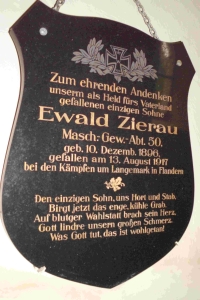 Zum ehrenden Andenken
unserm als Held fürs Vaterland
gefallenen einzigen Sohne
Ewald Zierau
Masch.-Gew.-Abt. 50.
geb. 10. Dezemb. 1896,
gefallen am 13. August 1917
bei den Kämpfen um Langemark in Flandern
Den einzigen Sohn, uns Hort und Stab,
Birgt jetzt das enge, kühle Grab.
Auf blutger Wahlstatt brach sein Herz,
Gott lindre unsern großen Schmerz.
Was Gott tut, das ist wohlgetan!